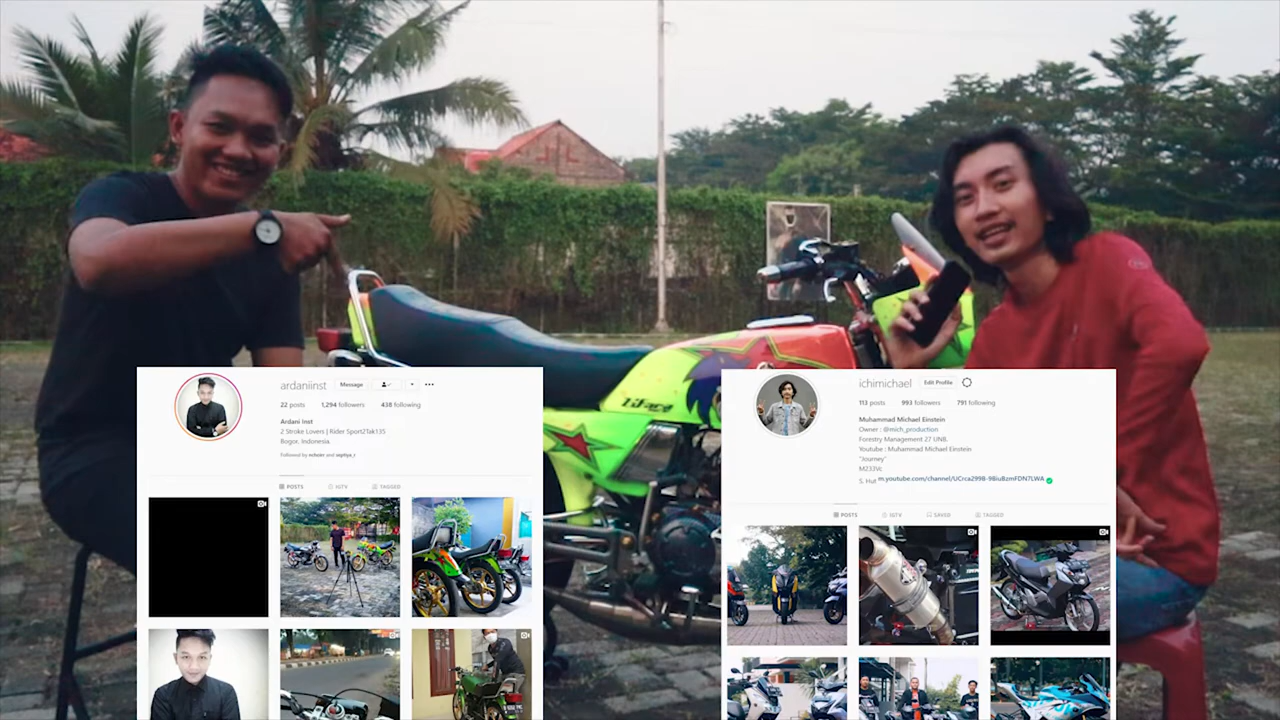 ardaniinst Message
22 posts 1,294 followers 438 following
Ardani Inst
2 Stroke Lovers | Rider Sport2Tak135
Bogor, Indonesia.
POSTS IGTV TAGGED
ichimichael Edit Profile
113 posts 993 followers 791 following
Muhammad Michael Einstein
Owner : @mich_production
Forestry Management 27 UNB.
Youtube : Muhammad Michael Einstein
"Journey"
M233Vc
S. Hut
POSTS IGTV SAVED TAGGED